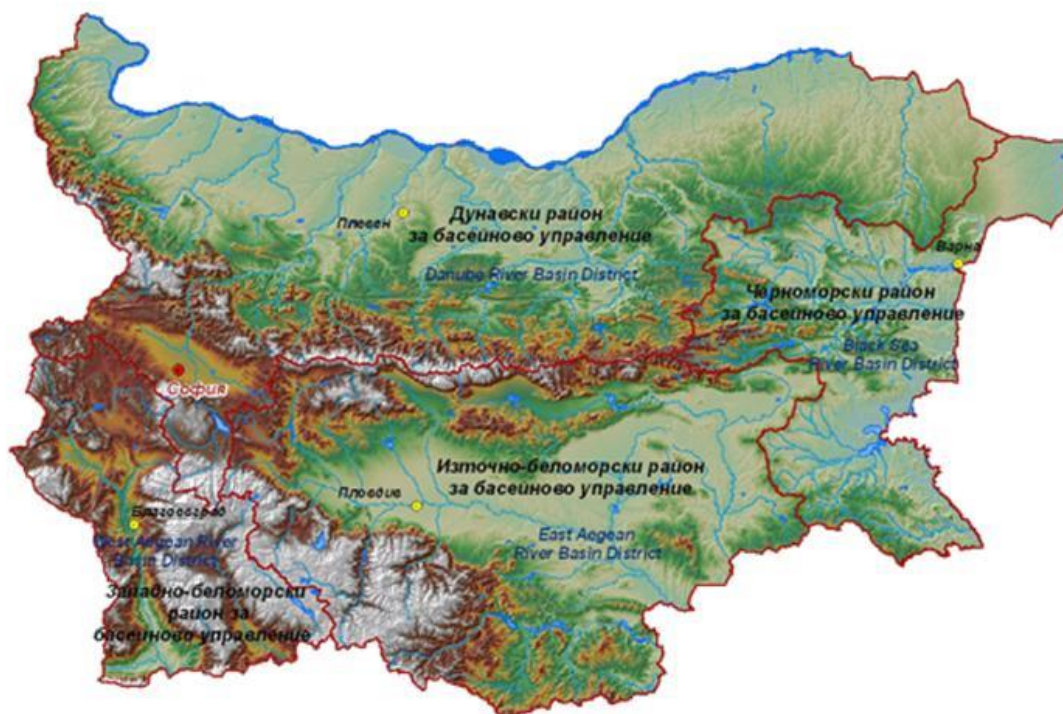 Плевен
Дунавски район
за басейново управление
Danube River Basin District
Варна
Черноморски район
за басейново управление
Black Sea
River Basin District
София
Източно-беломорски район
за басейново управление
Пловдив
Благоевград
West Aegean River
Basin District
East Aegean
River Basin District
Западно-беломорски
район за
басейново управление